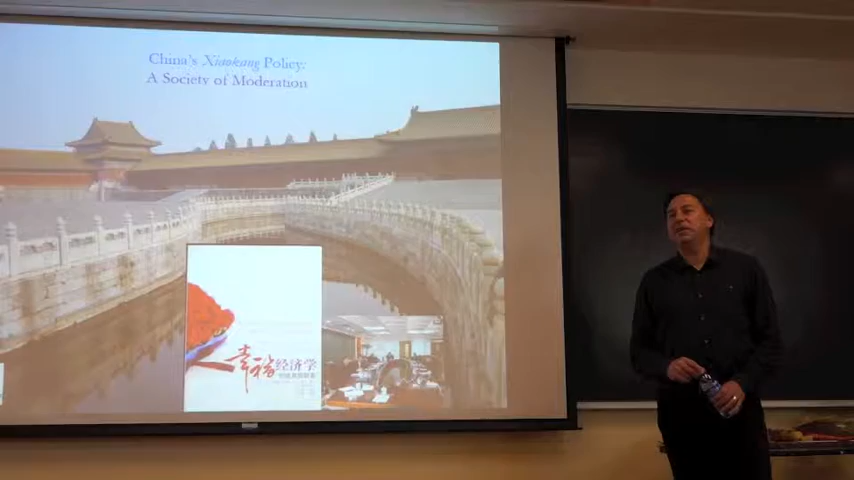 China's Xiaokang Policy:
A Society of Moderation
幸福经济学